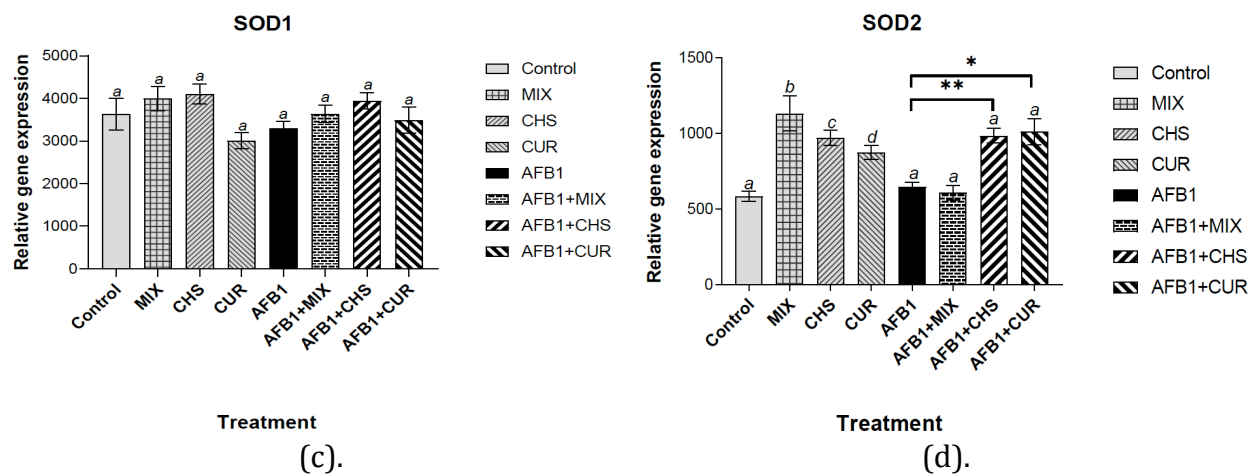 SOD1
Relative gene expression
5000
4000
3000
2000
1000
0
a
a
a
a
a
a
a
a
Control
MIX
CHS
CUR
AFB1
AFB1+MIX
AFB1+CHS
AFB1+CUR
Treatment
Control
MIX
CHS
CUR
AFB1
AFB1+MIX
AFB1+CHS
AFB1+CUR
(c).
SOD2
Relative gene expression
1500
1000
500
0
*
**
a
b
c
d
a
a
a
a
Control
MIX
CHS
CUR
AFB1
AFB1+MIX
AFB1+CHS
AFB1+CUR
Treatment
Control
MIX
CHS
CUR
AFB1
AFB1+MIX
AFB1+CHS
AFB1+CUR
(d).